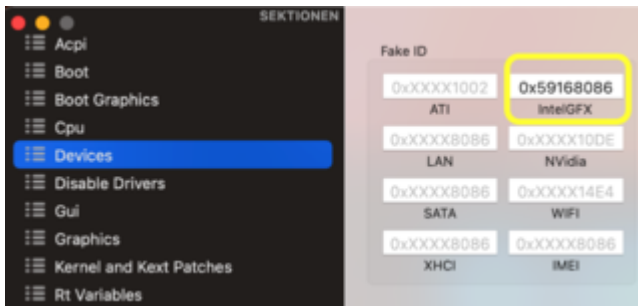 SEKTIONEN
Acpi
Boot
Boot Graphics
Cpu
Devices
Disable Drivers
Gui
Graphics
Kernel and Kext Patches
Rt Variables
Fake ID
0xXXXX1002 0x59168086
ATI IntelGFX
0xXXXX8086 0xXXXX10DE
LAN NVidia
0xXXXX8086 0xXXXX14E4
SATA WIFI
0xXXXX8086 0xXXXX8086
XHCI IMEI